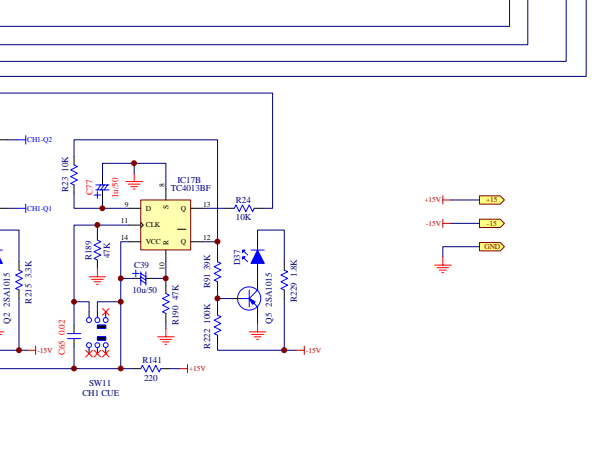 CH1-Q2
R23 10K
C77
1u/50
8
IC17B
TC4013BF
9
D
S
Q
13
R24
10K
CH1-Q1
11
CLK
14
VCC
R
Q
12
10
R189
47K
C39
10u/50
R190 47K
R91 39K
D37
R222 100K
Q5 2SA1015
R229 1.8K
Q2 2SA1015
R215 3.3K
-15V
C65 0.02
R141
220
+15V
-15V
SW11
CH1 CUE
+15V
+15
-15V
-15
GND